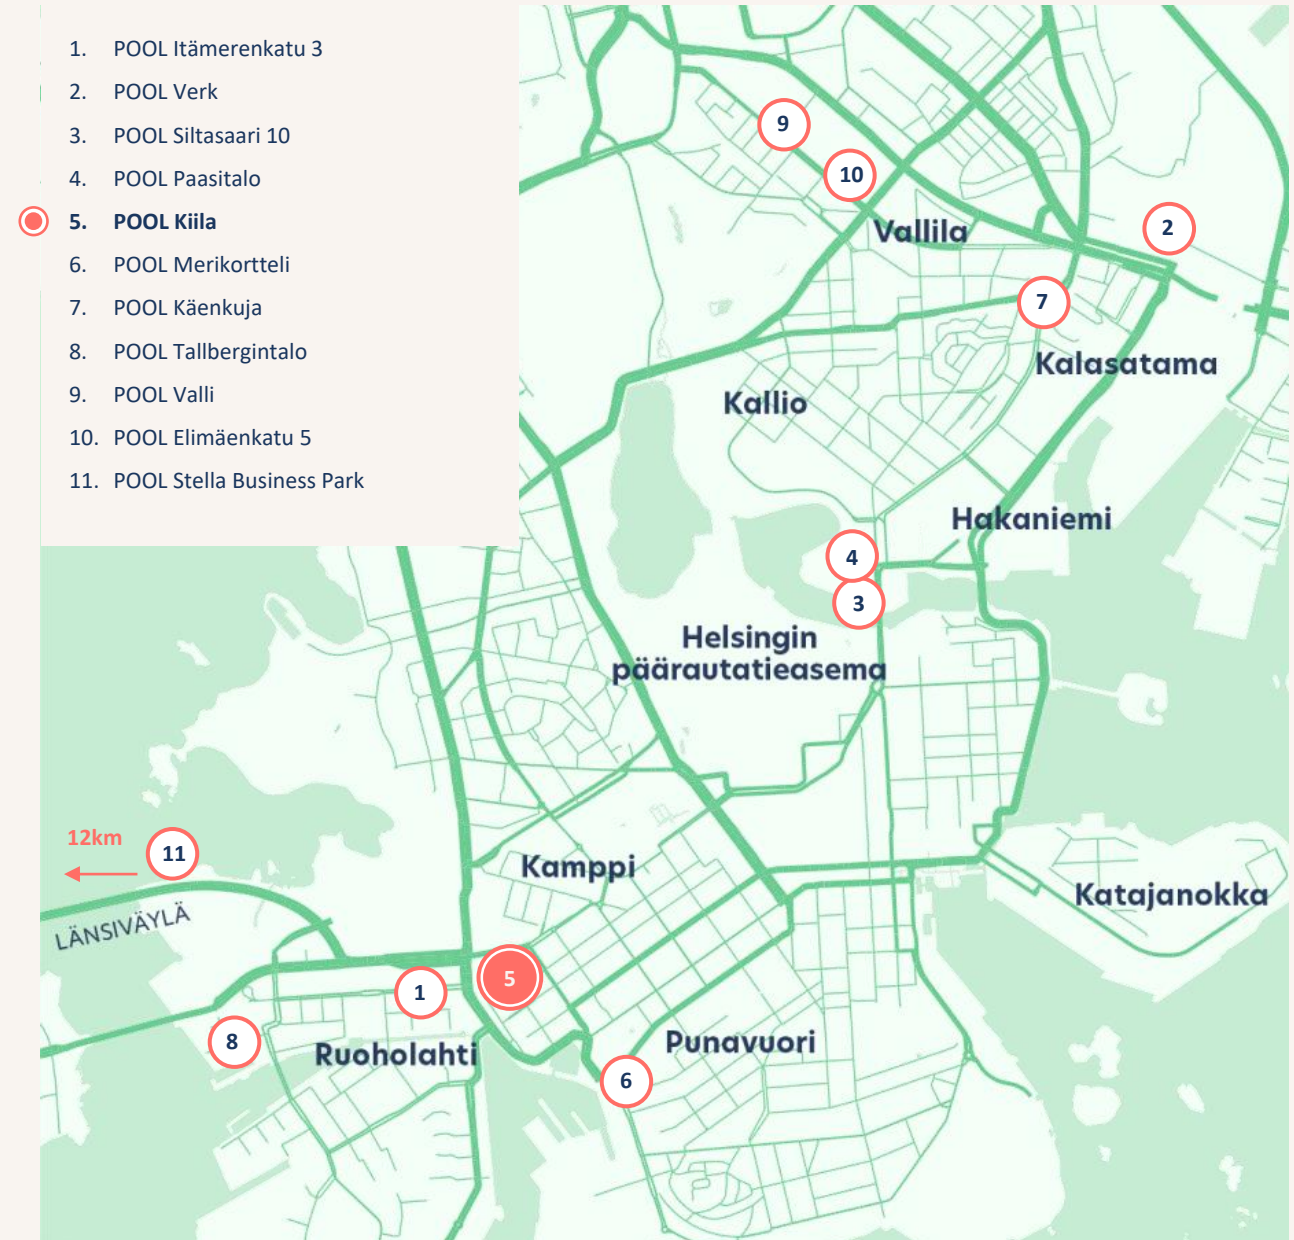 1. POOL Itämerenkatu 3
2. POOL Verk
3. POOL Siltasaari 10
4. POOL Paasitalo
5. POOL Kiila
6. POOL Merikortteli
7. POOL Käenkuja
8. POOL Tallbergintalo
9. POOL Valli
10. POOL Elimäenkatu 5
11. POOL Stella Business Park
9
10
2
Vallila
7
Kalasatama
Kallio
Hakaniemi
4
3
Helsingin
päärautatieasema
12km
11
Kamppi
Katajanokka
LÄNSIVÄYLÄ
5
1
8
Ruoholahti
Punavuori
6